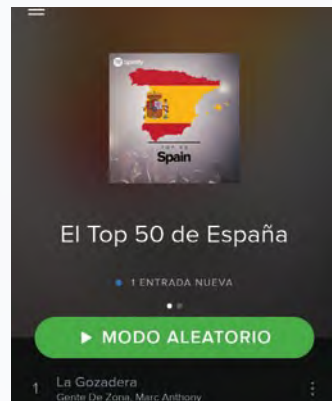 Spotify
TOP 50
Spain
El Top 50 de España
1 ENTRADA NUEVA
MODO ALEATORIO
1 La Gozadera
Gente De Zona, Marc Anthony